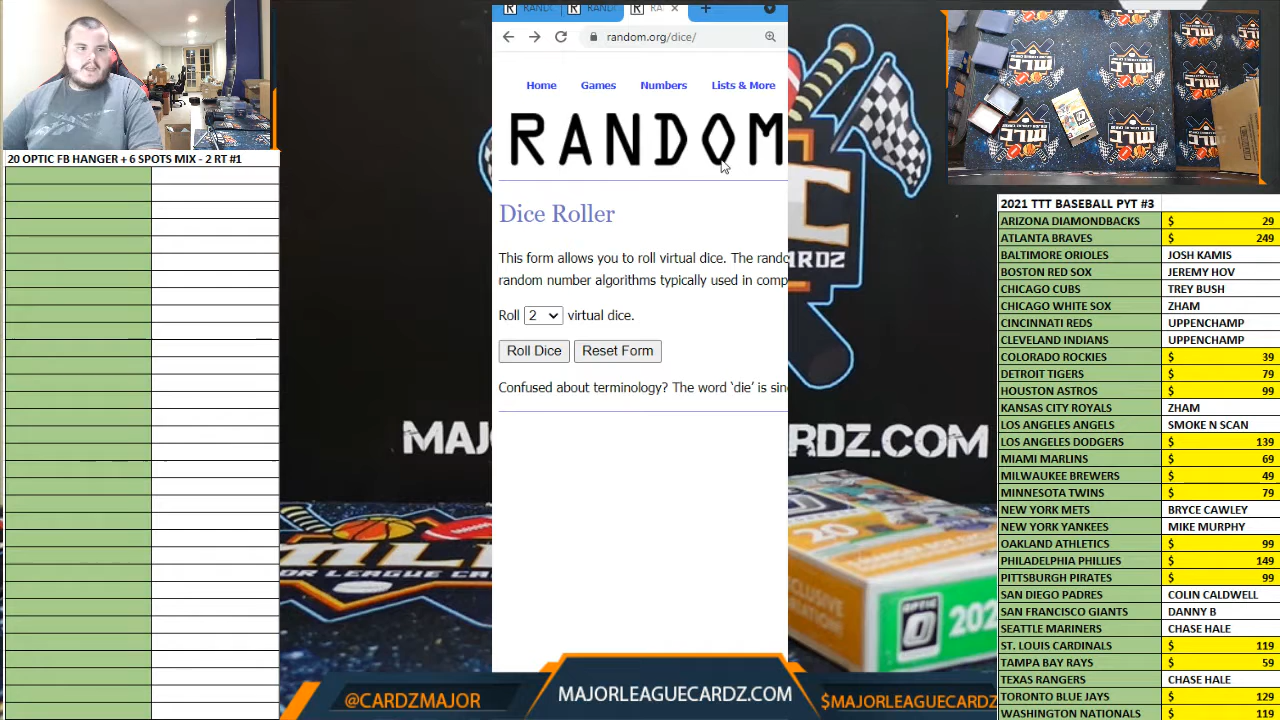 20 OPTIC FB HANGER + 6 SPOTS MIX - 2 RT #1
random.org/dice/
Home Games Numbers Lists & More
RANDOM
Dice Roller
This form allows you to roll virtual dice. The
random number algorithms typically used in
Roll 2 virtual dice.
Roll Dice Reset Form
Confused about terminology? The word ‘die’ is
CARDZ.COM
20
OPTIC
@CARDZMAJOR
MAJORLEAGUECARDZ.COM
$MAJORLEAGUECARDZ
2021 TTT BASEBALL PYT #3
ARIZONA DIAMONDBACKS $ 29
ATLANTA BRAVES $ 249
BALTIMORE ORIOLES JOSH KAMIS
BOSTON RED SOX JEREMY HOV
CHICAGO CUBS TREY BUSH
CHICAGO WHITE SOX ZHAM
CINCINNATI REDS UPPENCHAMP
CLEVELAND INDIANS UPPENCHAMP
COLORADO ROCKIES $ 39
DETROIT TIGERS $ 79
HOUSTON ASTROS $ 99
KANSAS CITY ROYALS ZHAM
LOS ANGELES ANGELS SMOKE N SCAN
LOS ANGELES DODGERS $ 139
MIAMI MARLINS $ 69
MILWAUKEE BREWERS $ 49
MINNESOTA TWINS $ 79
NEW YORK METS BRYCE CAWLEY
NEW YORK YANKEES MIKE MURPHY
OAKLAND ATHLETICS $ 99
PHILADELPHIA PHILLIES $ 149
PITTSBURGH PIRATES $ 99
SAN DIEGO PADRES COLIN CALDWELL
SAN FRANCISCO GIANTS DANNY B
SEATTLE MARINERS CHASE HALE
ST. LOUIS CARDINALS $ 119
TAMPA BAY RAYS $ 59
TEXAS RANGERS CHASE HALE
TORONTO BLUE JAYS $ 129
WASHINGTON NATIONALS $ 119